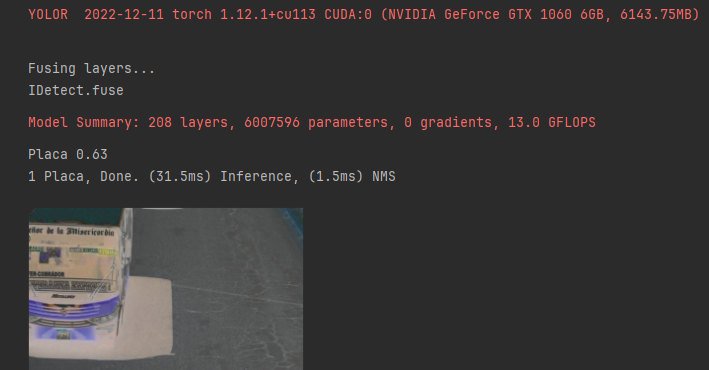 YOLOR 2022-12-11 torch 1.12.1+cu113 CUDA:0 (NVIDIA GeForce GTX 1060 6GB, 6143.75MB)
Fusing layers...
IDetect.fuse
Model Summary: 208 layers, 6007596 parameters, 0 gradients, 13.0 GFLOPS
Placa 0.63
1 Placa, Done. (31.5ms) Inference, (1.5ms) NMS
eñor de la Misericordia